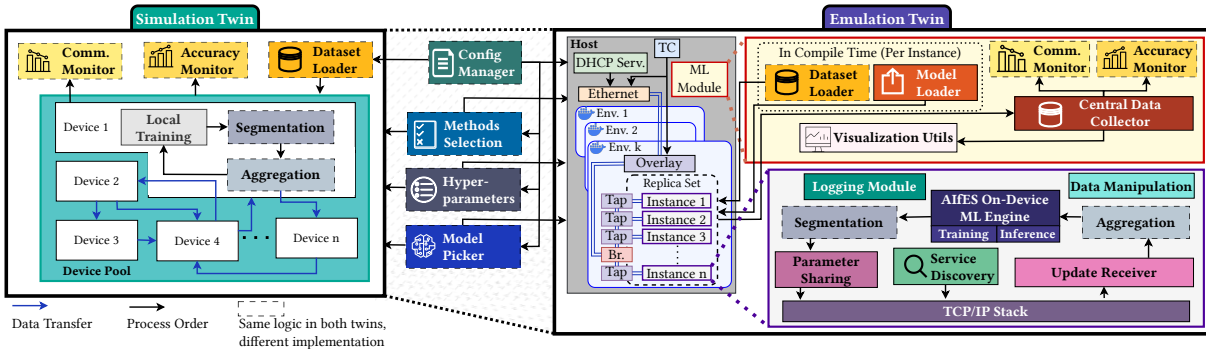 Simulation Twin
Comm.
Monitor
Accuracy
Monitor
Dataset
Loader
Device 1
Local
Training
Segmentation
Aggregation
Device 2
Device 3
Device 4
Device n
Device Pool
Data Transfer
Process Order
Same logic in both twins,
different implementation
Config
Manager
Methods
Selection
Hyper-
parameters
Model
Picker
Emulation Twin
Host
TC
DHCP Serv.
Ethernet
ML
Module
Env. 1
Env. 2
Env. k
Overlay
Replica Set
Tap
Instance 1
Tap
Instance 2
Tap
Instance 3
Br.
Tap
Instance n
In Compile Time (Per Instance)
Dataset
Loader
Model
Loader
Comm.
Monitor
Accuracy
Monitor
Central Data
Collector
Visualization Utils
Logging Module
AIfES On-Device
ML Engine
Training
Inference
Data Manipulation
Segmentation
Aggregation
Parameter
Sharing
Service
Discovery
Update Receiver
TCP/IP Stack